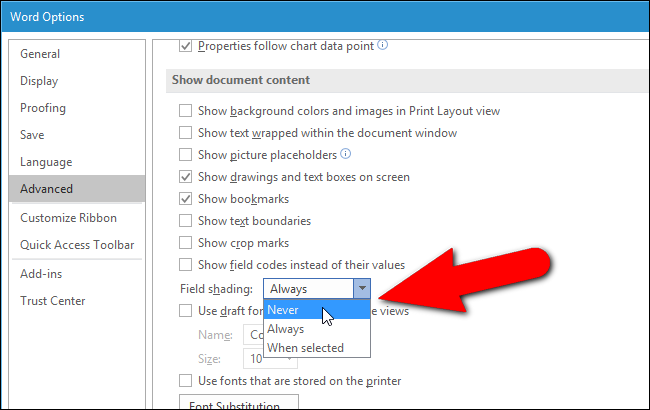 Word Options
General
Display
Proofing
Save
Language
Advanced
Customize Ribbon
Quick Access Toolbar
Add-ins
Trust Center
Properties follow chart data point
Show document content
Show background colors and images in Print Layout view
Show text wrapped within the document window
Show picture placeholders
Show drawings and text boxes on screen
Show bookmarks
Show text boundaries
Show crop marks
Show field codes instead of their values
Field shading: Always
Never
Always
When selected
Use draft views
Name:
Size: 10
Use fonts that are stored on the printer
Font Substitution...